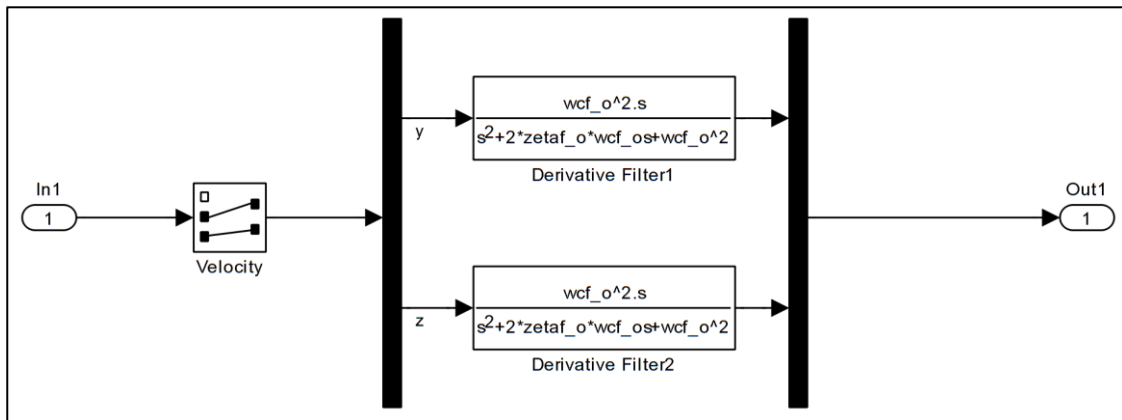 wcf_o^2.s
s2+2*zetaf_o*wcf_os+wcf_o^2
y
Derivative Filter1
In1
1
Velocity
Out1
1
wcf_o^2.s
s2+2*zetaf_o*wcf_os+wcf_o^2
z
Derivative Filter2